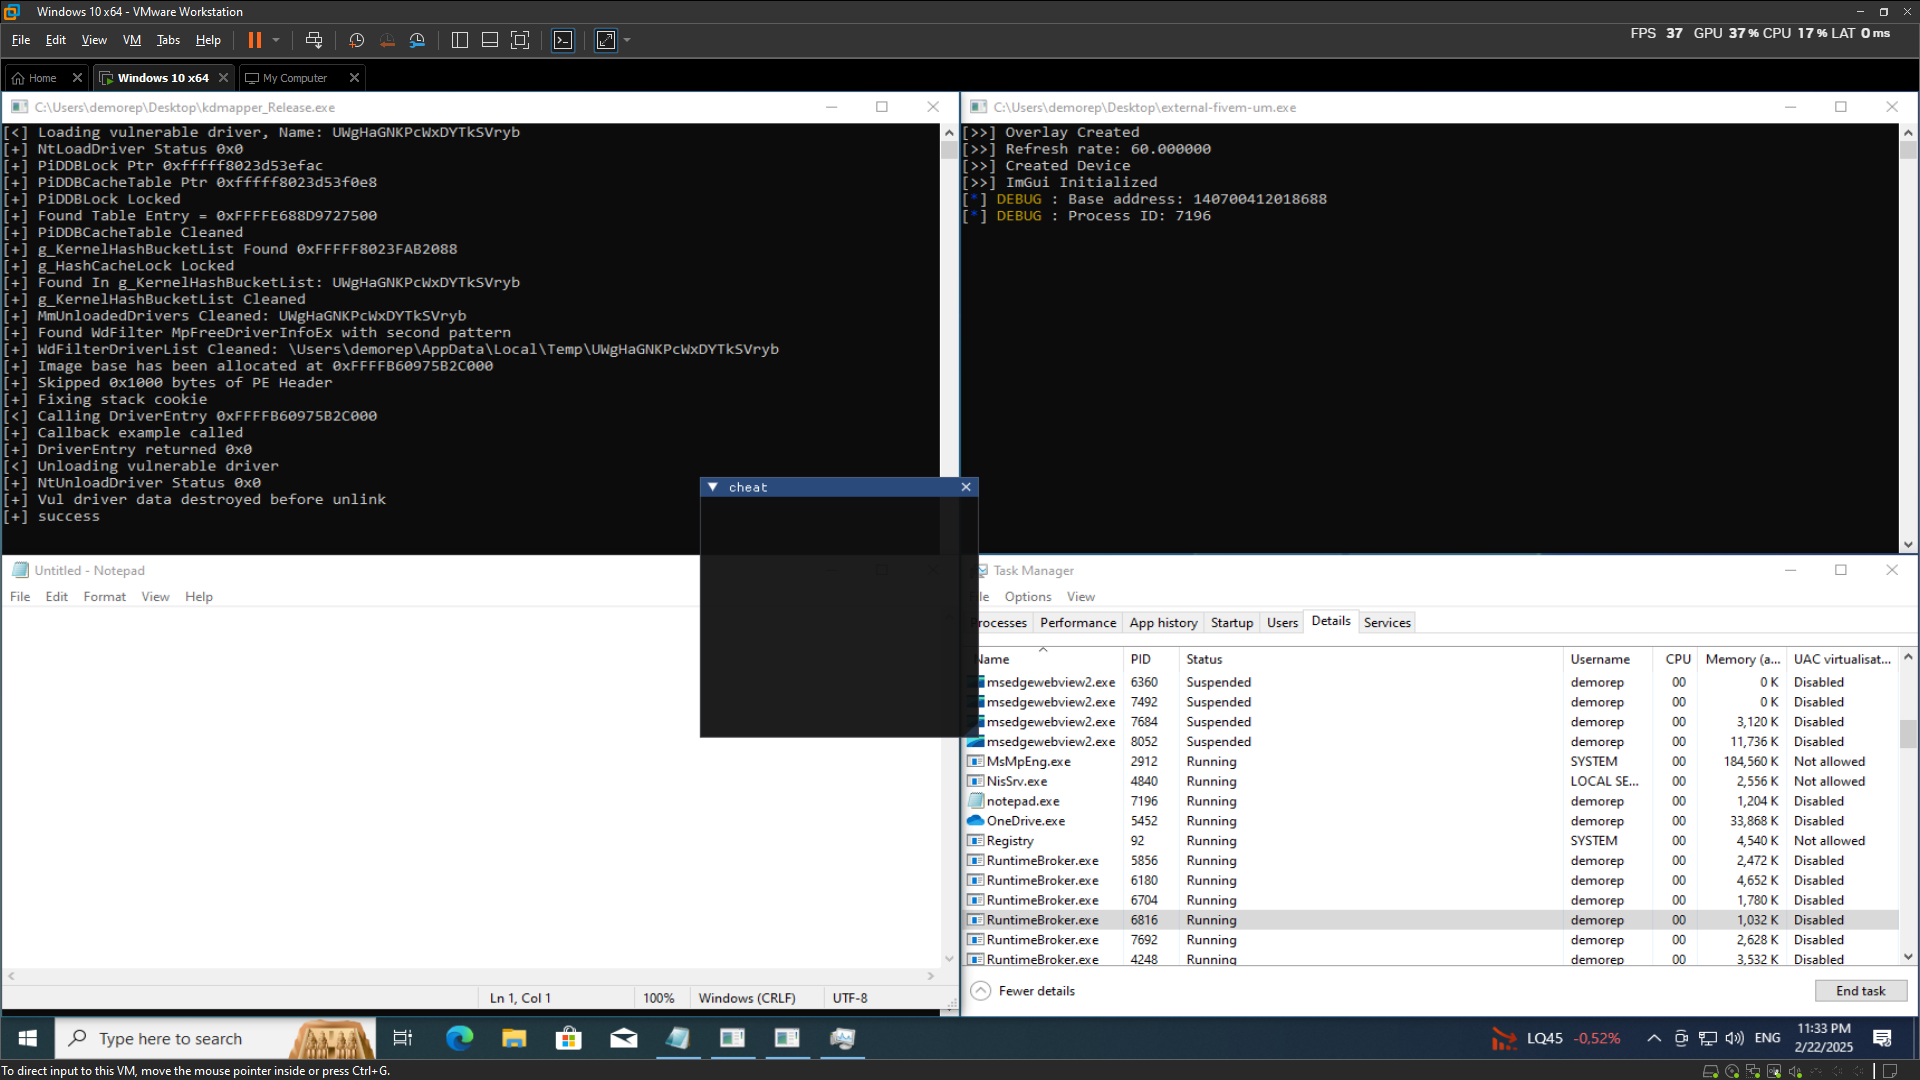 Windows 10 x64 - VMware Workstation
File Edit View VM Tabs Help
FPS 37 GPU 37 % CPU 17 % LAT 0 ms
Home
Windows 10 x64
My Computer
C:\Users\demorep\Desktop\kdmapper_Release.exe
[<] Loading vulnerable driver, Name: UWgHaGNKPcWxDYTkSVryb
[+] NtLoadDriver Status 0x0
[+] PiDDBLock Ptr 0xfffff8023d53efac
[+] PiDDBCacheTable Ptr 0xfffff8023d53f0e8
[+] PiDDBLock Locked
[+] Found Table Entry = 0xFFFFE688D9727500
[+] PiDDBCacheTable Cleaned
[+] g_KernelHashBucketList Found 0xFFFFF8023FAB2088
[+] g_HashCacheLock Locked
[+] Found In g_KernelHashBucketList: UWgHaGNKPcWxDYTkSVryb
[+] g_KernelHashBucketList Cleaned
[+] MmUnloadedDrivers Cleaned: UWgHaGNKPcWxDYTkSVryb
[+] Found WdFilter MpFreeDriverInfoEx with second pattern
[+] WdFilterDriverList Cleaned: \Users\demorep\AppData\Local\Temp\UWgHaGNKPcWxDYTkSVryb
[+] Image base has been allocated at 0xFFFFB60975B2C000
[+] Skipped 0x1000 bytes of PE Header
[+] Fixing stack cookie
[<] Calling DriverEntry 0xFFFFB60975B2C000
[+] Callback example called
[+] DriverEntry returned 0x0
[<] Unloading vulnerable driver
[+] NtUnloadDriver Status 0x0
[+] Vul driver data destroyed before unlink
[+] success
C:\Users\demorep\Desktop\external-fivem-um.exe
[>>] Overlay Created
[>>] Refresh rate: 60.000000
[>>] Created Device
[>>] ImGui Initialized
[*] DEBUG : Base address: 140700412018688
[*] DEBUG : Process ID: 7196
cheat
Untitled - Notepad
File Edit Format View Help
Ln 1, Col 1 100% Windows (CRLF) UTF-8
Task Manager
le Options View
rocesses Performance App history Startup Users Details Services
Name PID Status Username CPU Memory (a... UAC virtualisat...
msedgewebview2.exe 6360 Suspended demorep 00 0 K Disabled
msedgewebview2.exe 7492 Suspended demorep 00 0 K Disabled
msedgewebview2.exe 7684 Suspended demorep 00 3,120 K Disabled
msedgewebview2.exe 8052 Suspended demorep 00 11,736 K Disabled
MsMpEng.exe 2912 Running SYSTEM 00 184,560 K Not allowed
NisSrv.exe 4840 Running LOCAL SE... 00 2,556 K Not allowed
notepad.exe 7196 Running demorep 00 1,204 K Disabled
OneDrive.exe 5452 Running demorep 00 33,868 K Disabled
Registry 92 Running SYSTEM 00 4,540 K Not allowed
RuntimeBroker.exe 5856 Running demorep 00 2,472 K Disabled
RuntimeBroker.exe 6180 Running demorep 00 4,652 K Disabled
RuntimeBroker.exe 6704 Running demorep 00 1,780 K Disabled
RuntimeBroker.exe 6816 Running demorep 00 1,032 K Disabled
RuntimeBroker.exe 7692 Running demorep 00 2,628 K Disabled
RuntimeBroker.exe 4248 Running demorep 00 3,532 K Disabled
Fewer details
End task
Type here to search
LQ45 -0,52%
ENG
11:33 PM
2/22/2025
To direct input to this VM, move the mouse pointer inside or press Ctrl+G.